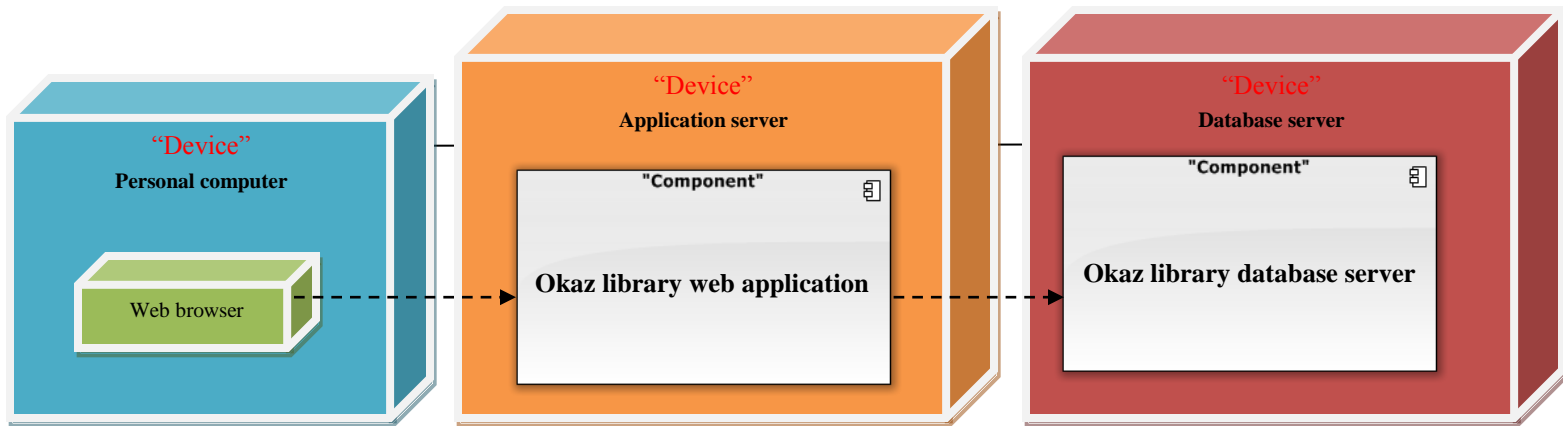 “Device”
Personal computer
Web browser
“Device”
Application server
"Component"
Okaz library web application
“Device”
Database server
"Component"
Okaz library database server